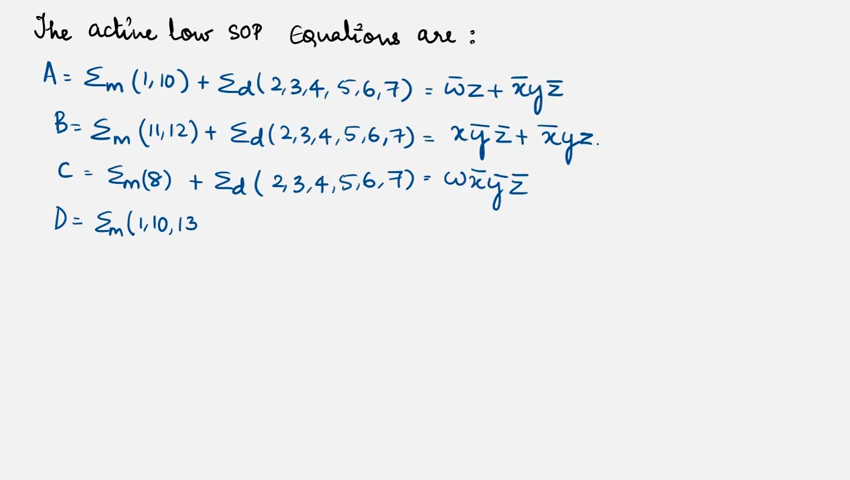 The active low SOP Equations are :
A = Σm (1,10) + Σd ( 2,3,4, 5,6,7) = w̅z + x̅yz̅
B = Σm (11,12) + Σd (2,3,4,5,6,7) = xy̅z̅ + x̅yz.
C = Σm(8) + Σd ( 2,3,4,5,6,7) = wx̅y̅z̅
D = Σm (1,10,13